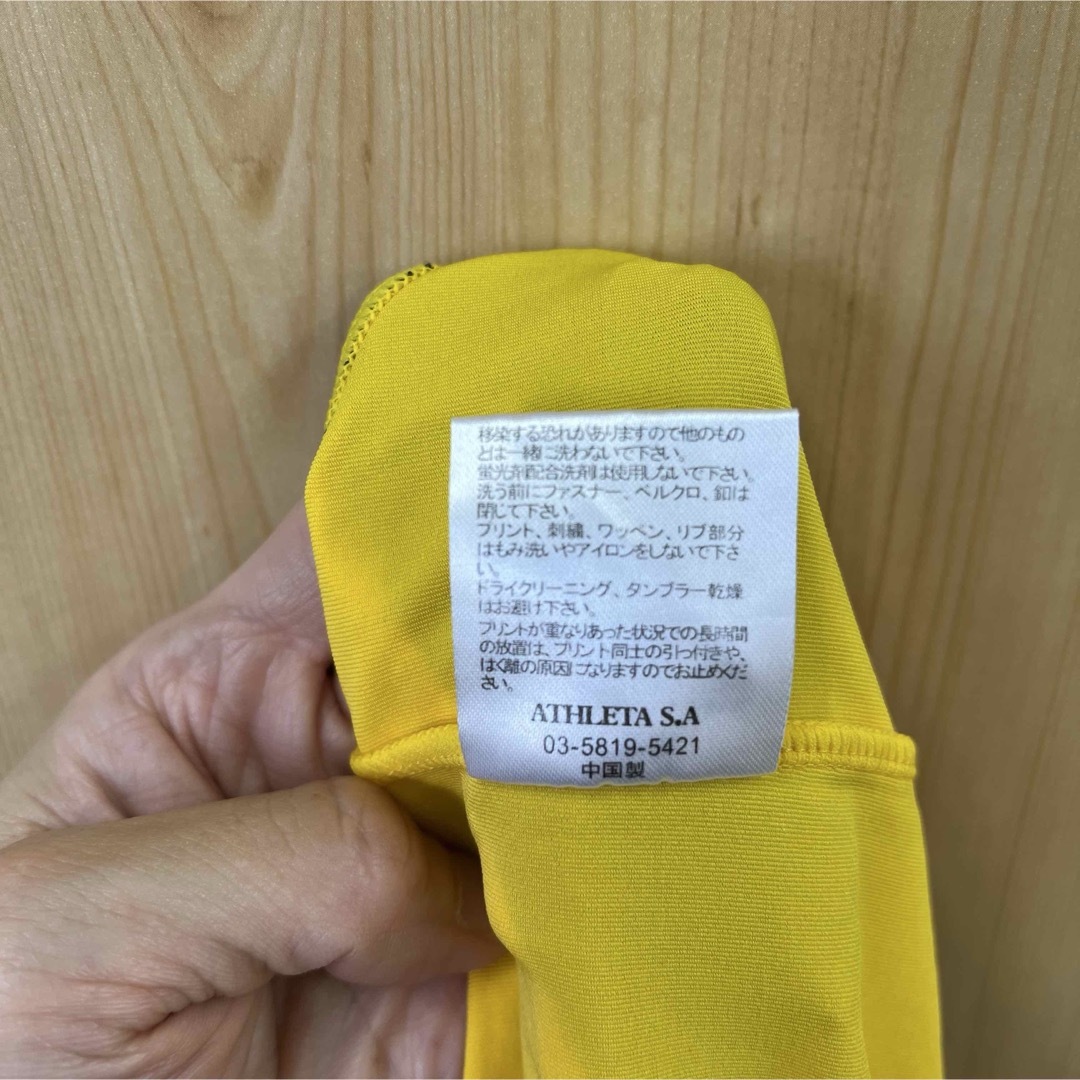 移染する恐れがありますので他のもの
とは一緒に洗わないで下さい。
蛍光剤配合洗剤は使用しないで下さい。
洗う前にファスナー、ベルクロ、釦は
閉じて下さい。
プリント、刺繍、ワッペン、リブ部分
はもみ洗いやアイロンをしないで下さ
い。
ドライクリーニング、タンブラー乾燥
はお避け下さい。
プリントが重なりあった状況での長時間
の放置は、プリント同士の引っ付きや、
はく離の原因になりますのでお止めくだ
さい。
ATHLETA S.A
03-5819-5421
中国製